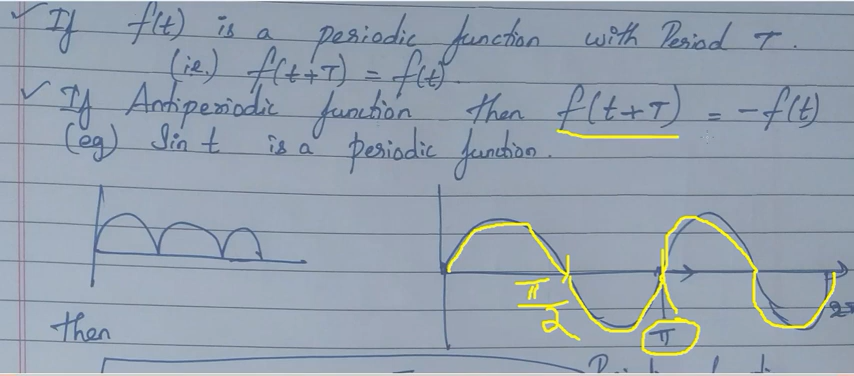 ✓ If f(t) is a periodic function with Period T.
(ie.) f(t+T) = f(t).
✓ If Antiperiodic function then f(t+T) = -f(t)
(eg) Sin t is a periodic function.
π/2
π
then